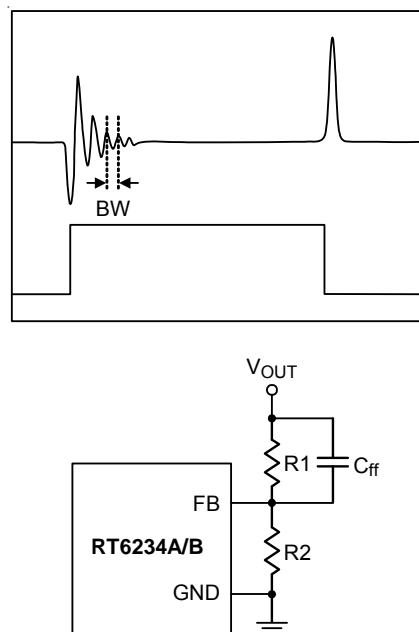 BW
VOUT
R1
Cff
FB
RT6234A/B
R2
GND